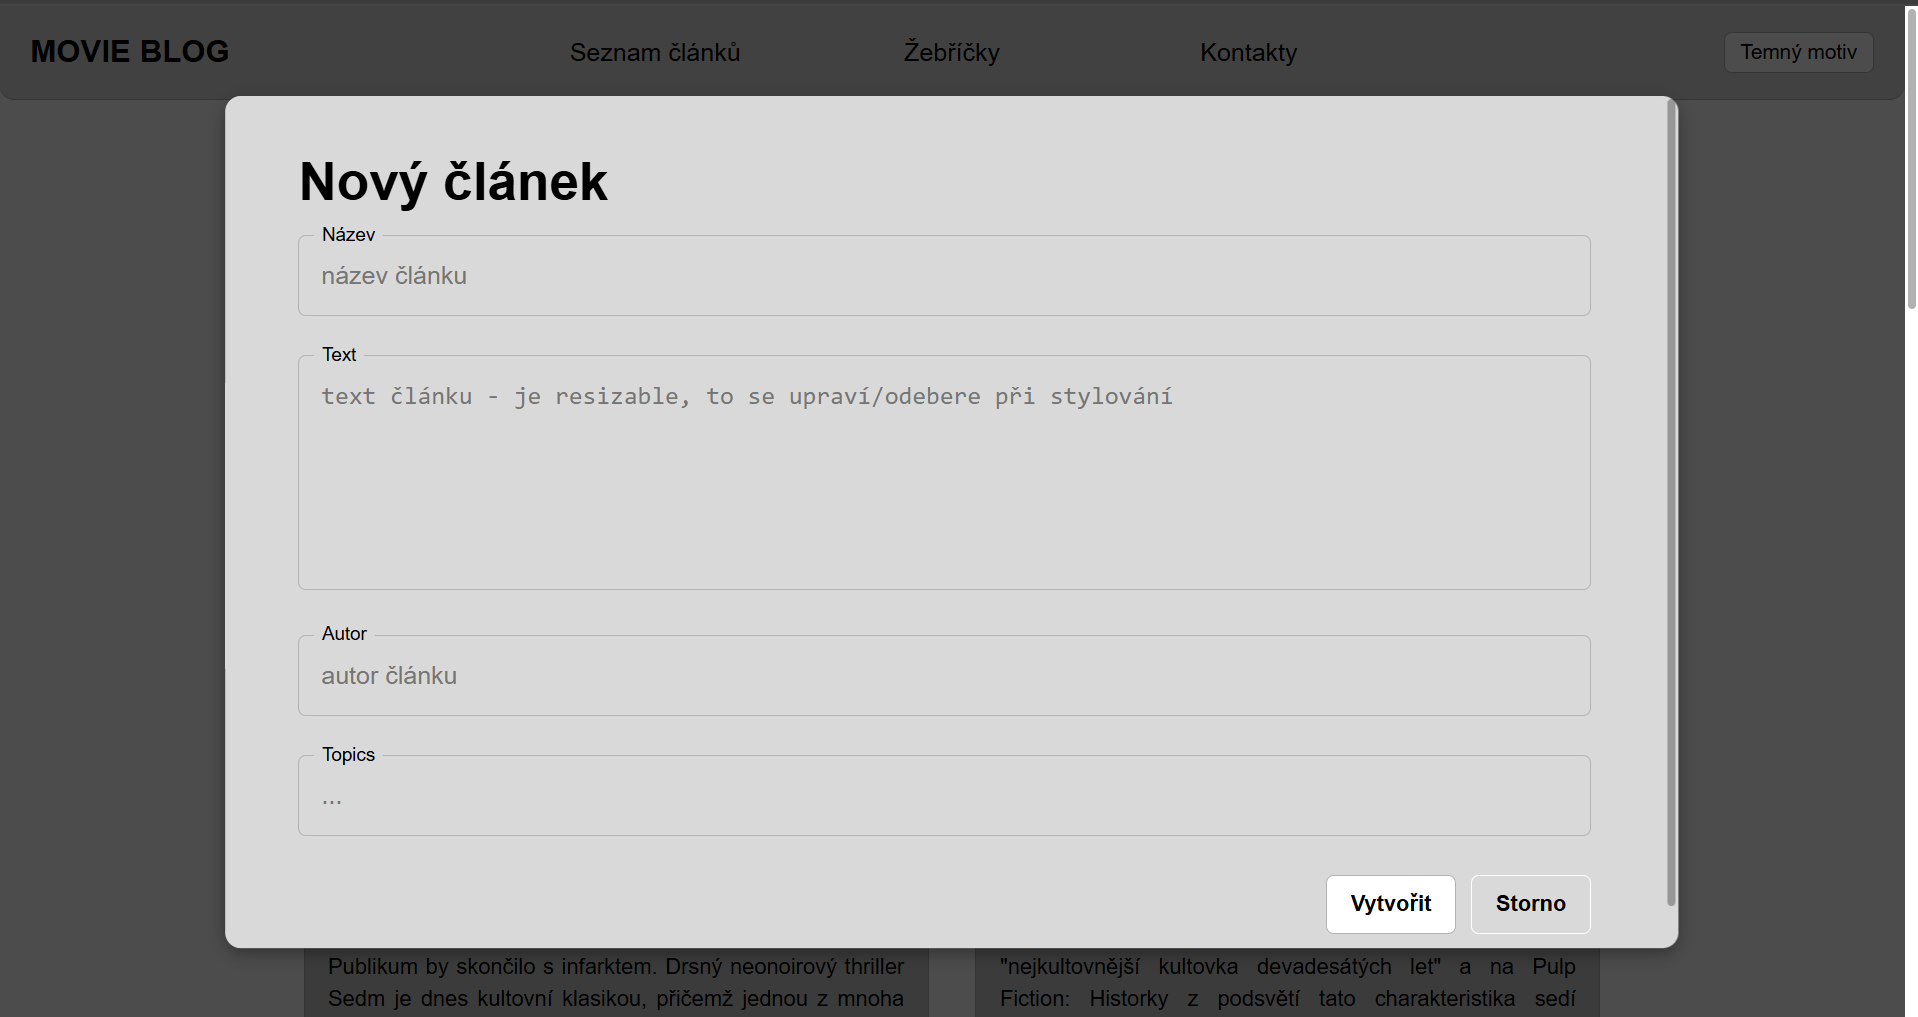 MOVIE BLOG
Seznam článků
Žebříčky
Kontakty
Temný motiv
Nový článek
Název
název článku
Text
text článku - je resizable, to se upraví/odebere při stylování
Autor
autor článku
Topics
...
Vytvořit
Storno
Publikum by skončilo s infarktem. Drsný neonoirový thriller
Sedm je dnes kultovní klasikou, přičemž jednou z mnoha
"nejkultovnější kultovka devadesátých let" a na Pulp
Fiction: Historky z podsvětí tato charakteristika sedí